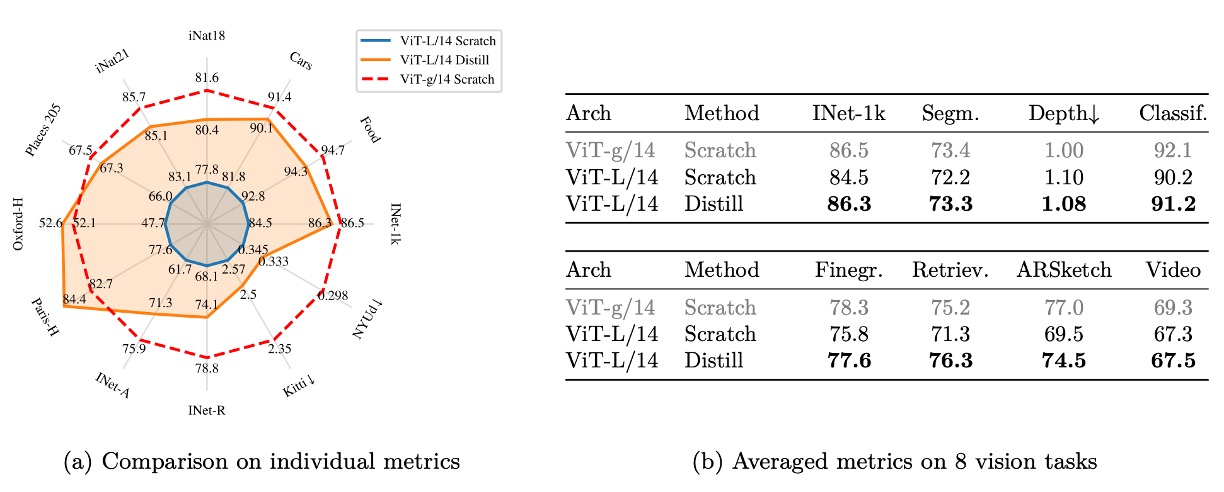 iNat18
iNat21
Cars
ViT-L/14 Scratch
ViT-L/14 Distill
ViT-g/14 Scratch
81.6
85.7
91.4
80.4
90.1
85.1
Places 205
Food
67.5
94.7
67.3
94.3
77.8
83.1
81.8
66.0
92.8
Oxford-H
52.6
52.1
47.7
84.5
86.3
86.5
INet-1k
77.6
0.345
0.333
61.7
2.57
68.1
82.7
84.4
71.3
74.1
2.5
0.298
Paris-H
NYUd↓
75.9
2.35
78.8
INet-A
Kitti↓
INet-R
(a) Comparison on individual metrics
Arch Method INet-1k Segm. Depth↓ Classif.
ViT-g/14 Scratch 86.5 73.4 1.00 92.1
ViT-L/14 Scratch 84.5 72.2 1.10 90.2
ViT-L/14 Distill 86.3 73.3 1.08 91.2
Arch Method Finegr. Retriev. ARSketch Video
ViT-g/14 Scratch 78.3 75.2 77.0 69.3
ViT-L/14 Scratch 75.8 71.3 69.5 67.3
ViT-L/14 Distill 77.6 76.3 74.5 67.5
(b) Averaged metrics on 8 vision tasks